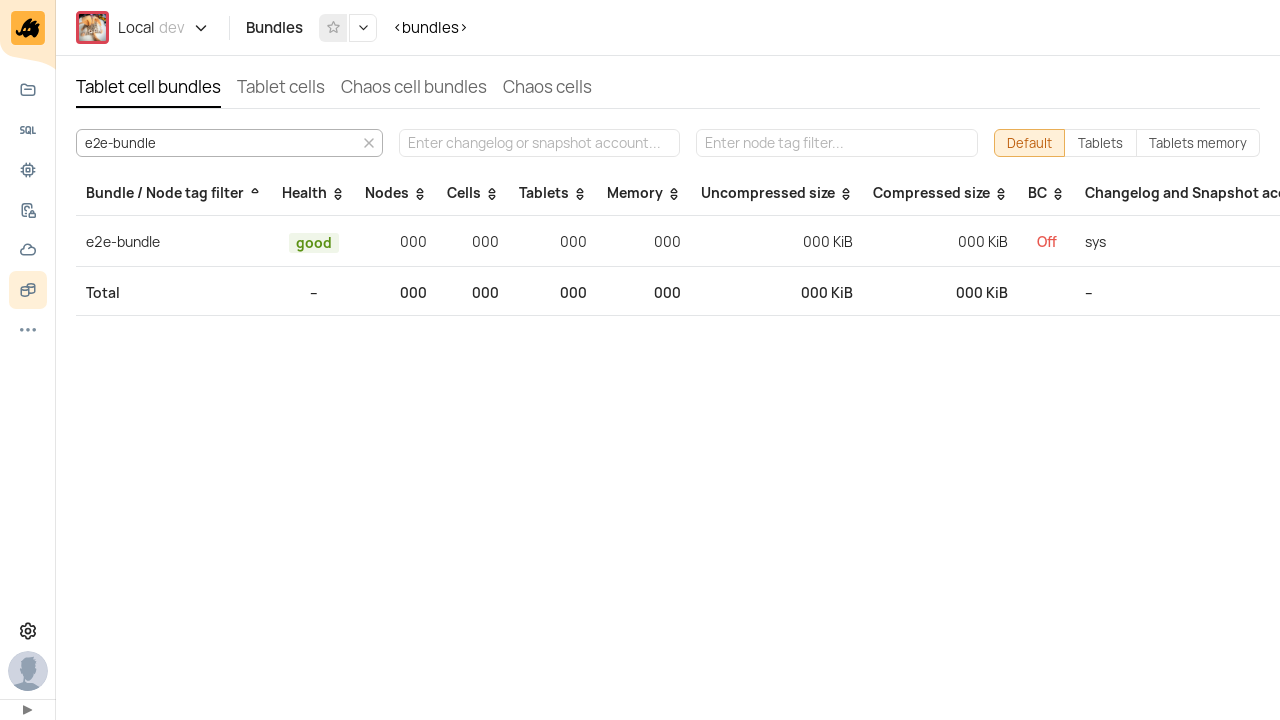 Local dev
Bundles
<bundles>
SQL
Tablet cell bundles Tablet cells Chaos cell bundles Chaos cells
e2e-bundle Enter changelog or snapshot account... Enter node tag filter... Default Tablets Tablets memory
Bundle / Node tag filter Health Nodes Cells Tablets Memory Uncompressed size Compressed size BC Changelog and Snapshot acc
e2e-bundle good 000 000 000 000 000 KiB 000 KiB Off sys
Total – 000 000 000 000 000 KiB 000 KiB –